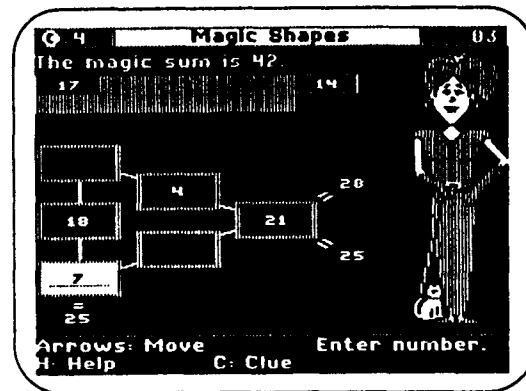 4 Magic Shapes
The magic sum is 42.
17 14
4 28
18 21
25
7
=
25
Arrows: Move Enter number.
H: Help C: Clue